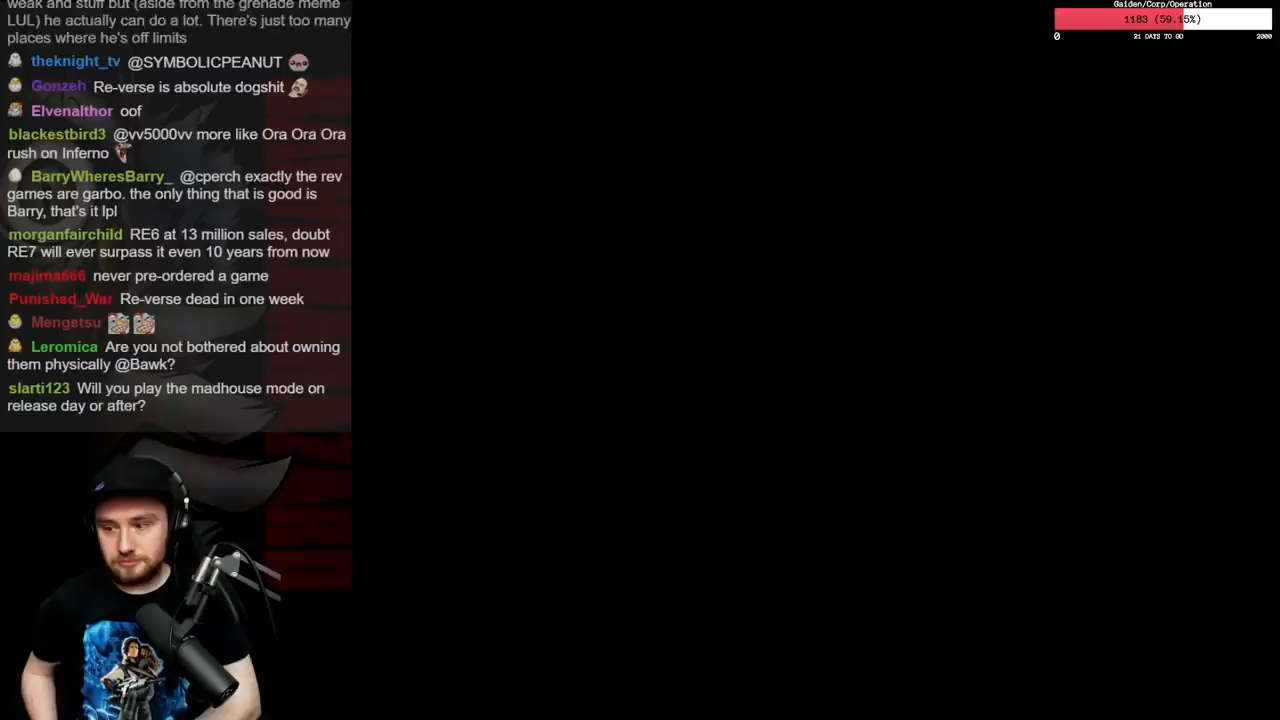 weak and stuff but (aside from the grenade meme
LUL) he actually can do a lot. There's just too many
places where he's off limits
theknight_tv @SYMBOLICPEANUT
Gonzeh Re-verse is absolute dogshit
Elvenalthor oof
blackestbird3 @vv5000vv more like Ora Ora Ora
rush on Inferno
BarryWheresBarry_ @cperch exactly the rev
games are garbo. the only thing that is good is
Barry, that's it lpl
morganfairchild RE6 at 13 million sales, doubt
RE7 will ever surpass it even 10 years from now
majima666 never pre-ordered a game
Punished_War Re-verse dead in one week
Mengetsu
Leromica Are you not bothered about owning
them physically @Bawk?
slarti123 Will you play the madhouse mode on
release day or after?
Gaiden/Corp/Operation
1183 (59.15%)
0 21 DAYS TO GO 2000